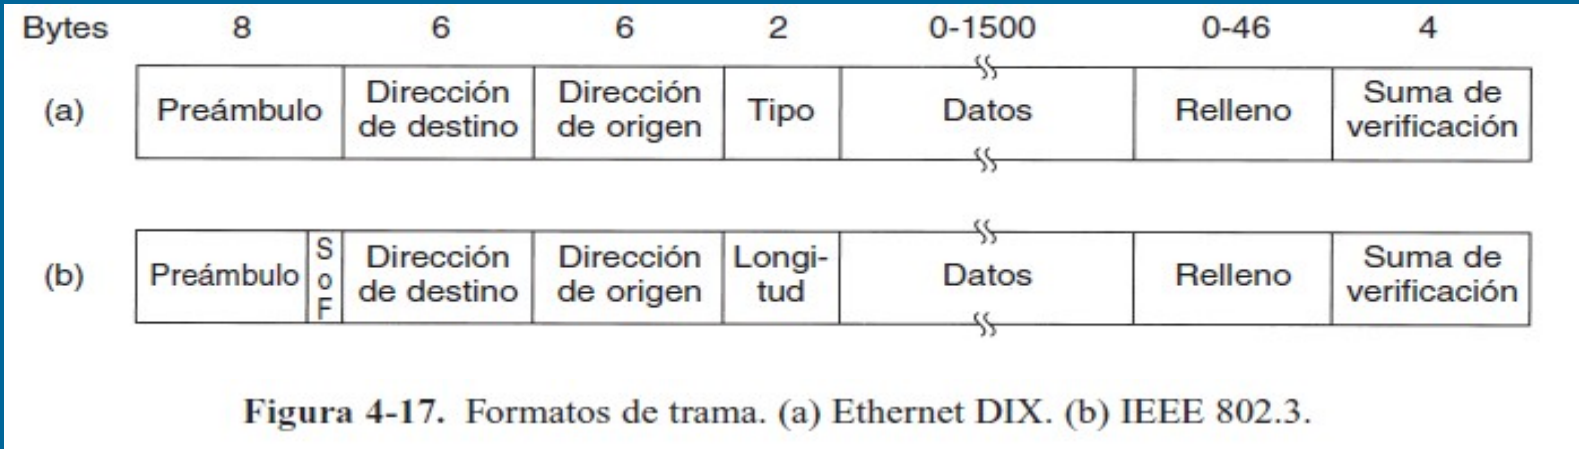 Bytes 8 6 6 2 0-1500 0-46 4
(a) Preámbulo Dirección de destino Dirección de origen Tipo Datos Relleno Suma de verificación
(b) Preámbulo SoF Dirección de destino Dirección de origen Longi-tud Datos Relleno Suma de verificación
Figura 4-17. Formatos de trama. (a) Ethernet DIX. (b) IEEE 802.3.